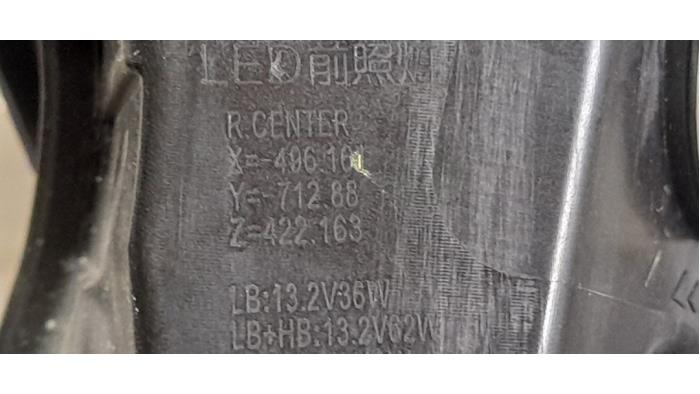 LED前照灯
R.CENTER
X=-496.161
Y=-712.88
Z=422.163
LB:13.2V36W
LB+HB:13.2V62W